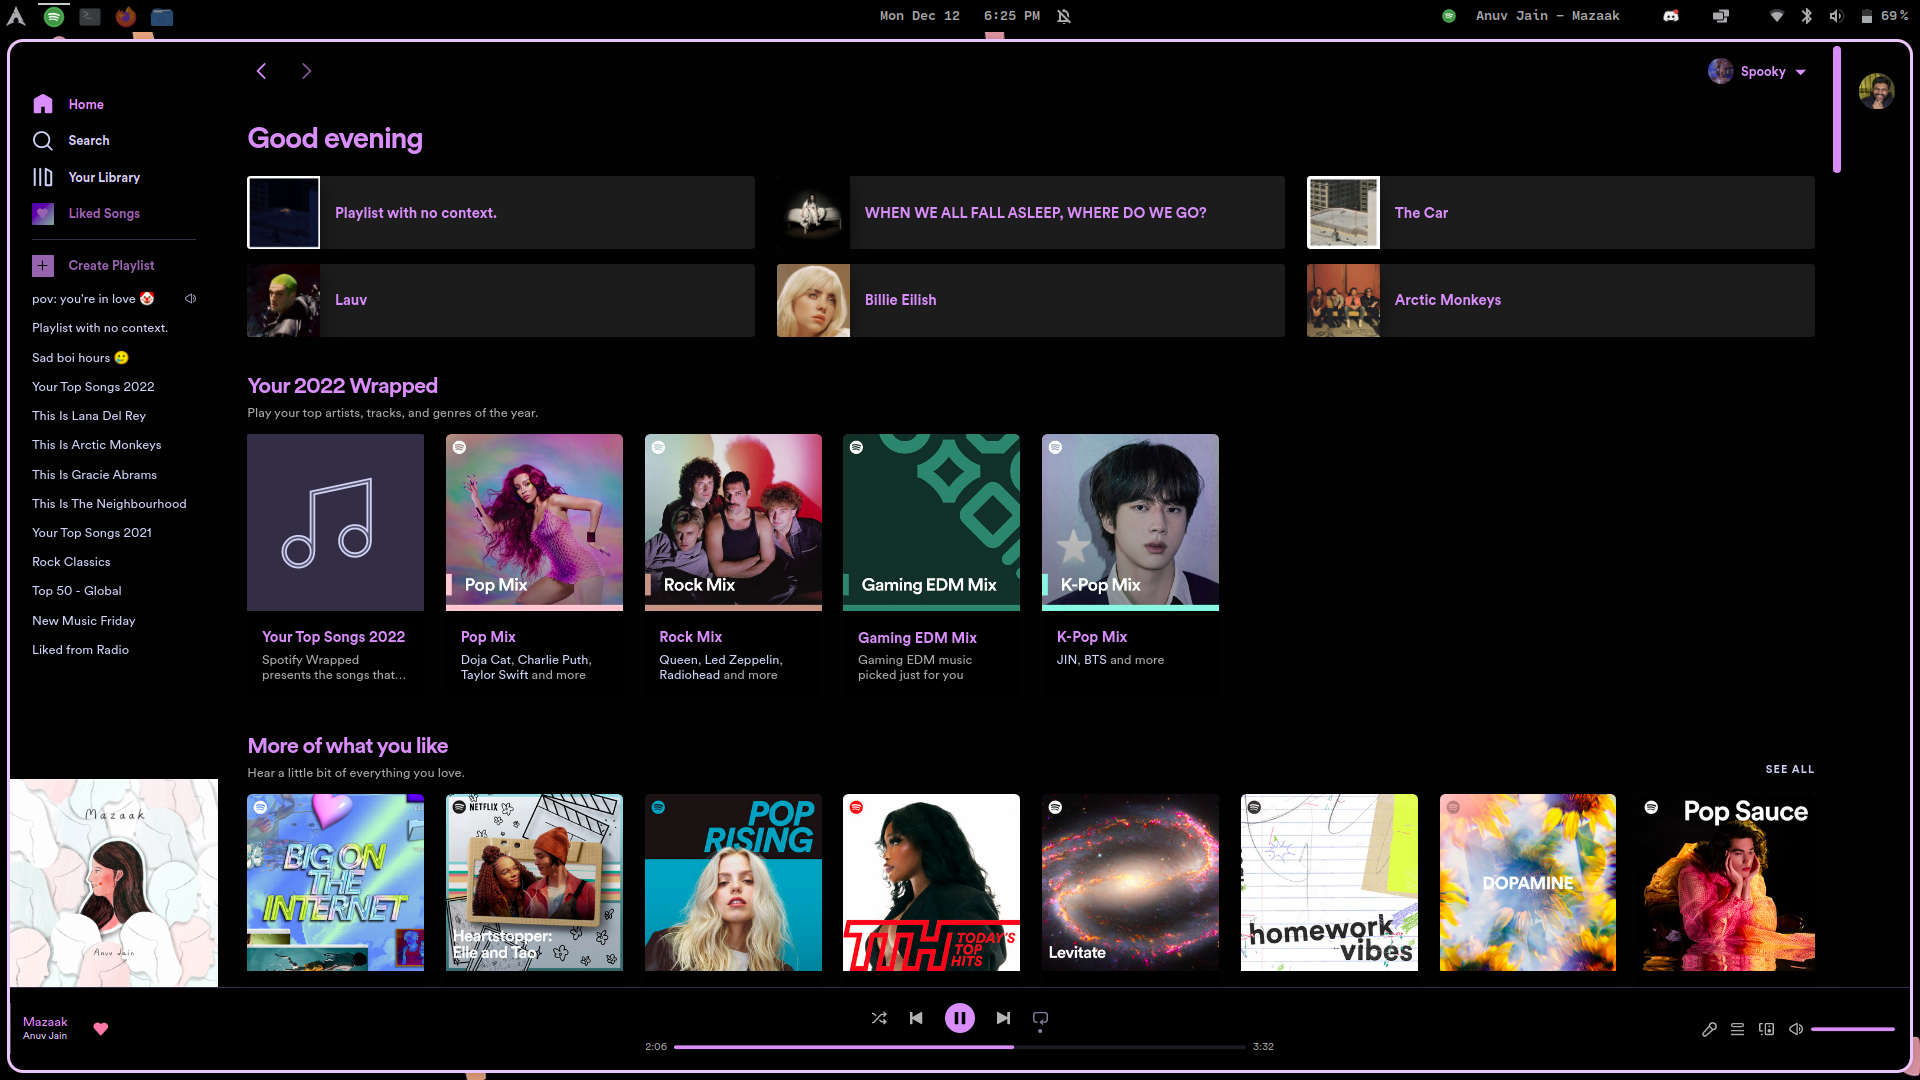 Mon Dec 12 6:25 PM
Anuv Jain – Mazaak
69%
Spooky
Home
Search
Your Library
Liked Songs
Create Playlist
pov: you're in love 🤡
Playlist with no context.
Sad boi hours 🥲
Your Top Songs 2022
This Is Lana Del Rey
This Is Arctic Monkeys
This Is Gracie Abrams
This Is The Neighbourhood
Your Top Songs 2021
Rock Classics
Top 50 - Global
New Music Friday
Liked from Radio
Mazaak
Anuv Jain
Good evening
Playlist with no context.
WHEN WE ALL FALL ASLEEP, WHERE DO WE GO?
The Car
Lauv
Billie Eilish
Arctic Monkeys
Your 2022 Wrapped
Play your top artists, tracks, and genres of the year.
Pop Mix
Rock Mix
Gaming EDM Mix
K-Pop Mix
Your Top Songs 2022
Spotify Wrapped
presents the songs that...
Pop Mix
Doja Cat, Charlie Puth,
Taylor Swift and more
Rock Mix
Queen, Led Zeppelin,
Radiohead and more
Gaming EDM Mix
Gaming EDM music
picked just for you
K-Pop Mix
JIN, BTS and more
More of what you like
Hear a little bit of everything you love.
SEE ALL
BIG ON
THE
INTERNET
NETFLIX
Heartstopper:
Elle and Tao
POP
RISING
TTH TODAY'S
TOP
HITS
Levitate
homework
vibes
DOPAMINE
Pop Sauce
Mazaak
Anuv Jain
2:06
3:32